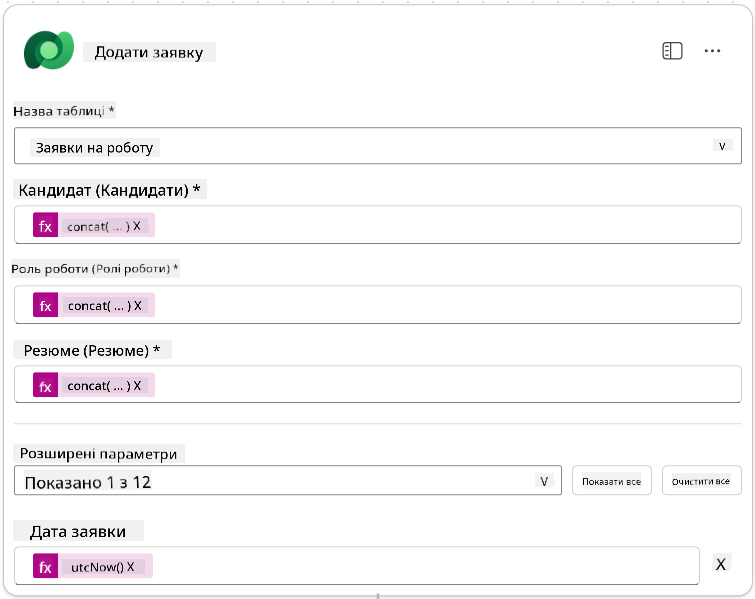 Додати заявку
Назва таблиці *
Заявки на роботу
v
Кандидат (Кандидати) *
fx concat( ... ) X
Роль роботи (Ролі роботи) *
fx concat( ... ) X
Резюме (Резюме) *
fx concat( ... ) X
Розширені параметри
Показано 1 з 12 V Показати все Очистити все
Дата заявки
fx utcNow() X X